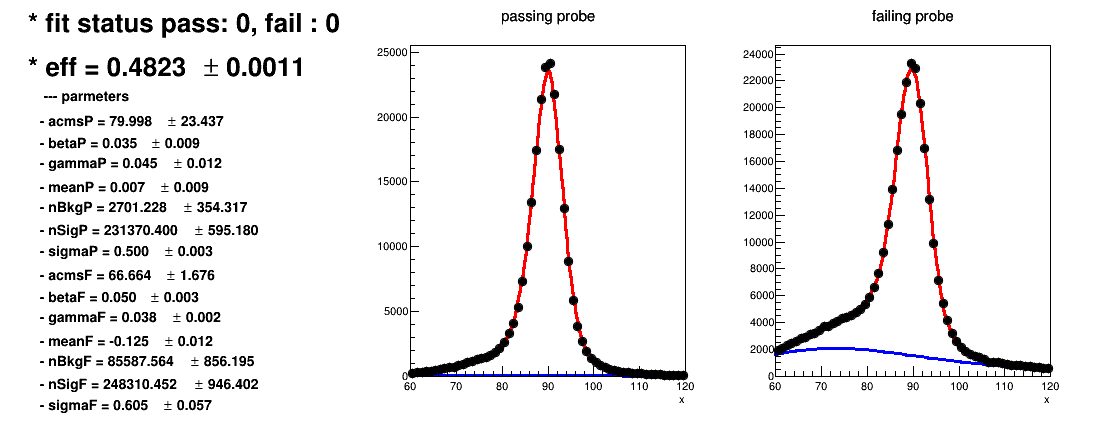 * fit status pass: 0, fail : 0
* eff = 0.4823 ± 0.0011
--- parmeters
- acmsP = 79.998 ± 23.437
- betaP = 0.035 ± 0.009
- gammaP = 0.045 ± 0.012
- meanP = 0.007 ± 0.009
- nBkgP = 2701.228 ± 354.317
- nSigP = 231370.400 ± 595.180
- sigmaP = 0.500 ± 0.003
- acmsF = 66.664 ± 1.676
- betaF = 0.050 ± 0.003
- gammaF = 0.038 ± 0.002
- meanF = -0.125 ± 0.012
- nBkgF = 85587.564 ± 856.195
- nSigF = 248310.452 ± 946.402
- sigmaF = 0.605 ± 0.057
passing probe
25000
20000
15000
10000
5000
0
60 70 80 90 100 110 120
x
failing probe
24000
22000
20000
18000
16000
14000
12000
10000
8000
6000
4000
2000
0
60 70 80 90 100 110 120
x